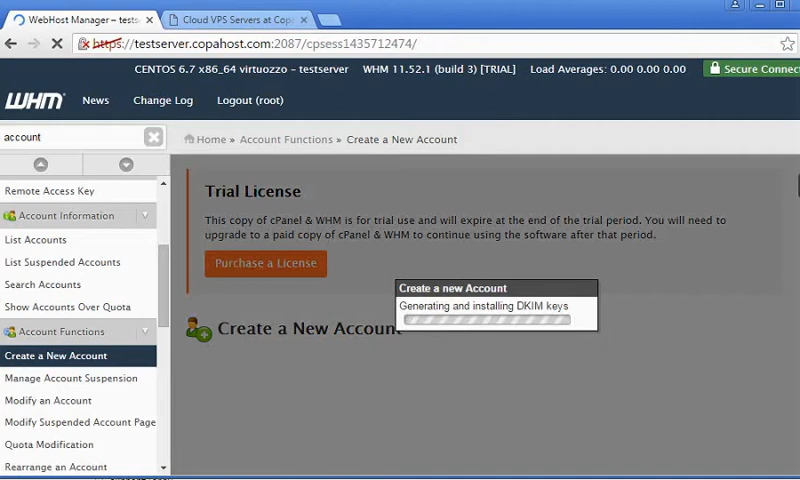 WebHost Manager – tests
Cloud VPS Servers at Copa
https://testserver.copahost.com:2087/cpsess1435712474/
CENTOS 6.7 x86_64 virtuozzo – testserver
WHM 11.52.1 (build 3) [TRIAL]
Load Averages: 0.00 0.00 0.00
Secure Connect
WHM
News
Change Log
Logout (root)
account
Home » Account Functions » Create a New Account
Remote Access Key
Account Information
List Accounts
List Suspended Accounts
Search Accounts
Show Accounts Over Quota
Account Functions
Create a New Account
Manage Account Suspension
Modify an Account
Modify Suspended Account Page
Quota Modification
Rearrange an Account
Trial License
This copy of cPanel & WHM is for trial use and will expire at the end of the trial period. You will need to
upgrade to a paid copy of cPanel & WHM to continue using the software after that period.
Purchase a License
Create a new Account
Generating and installing DKIM keys
Create a New Account